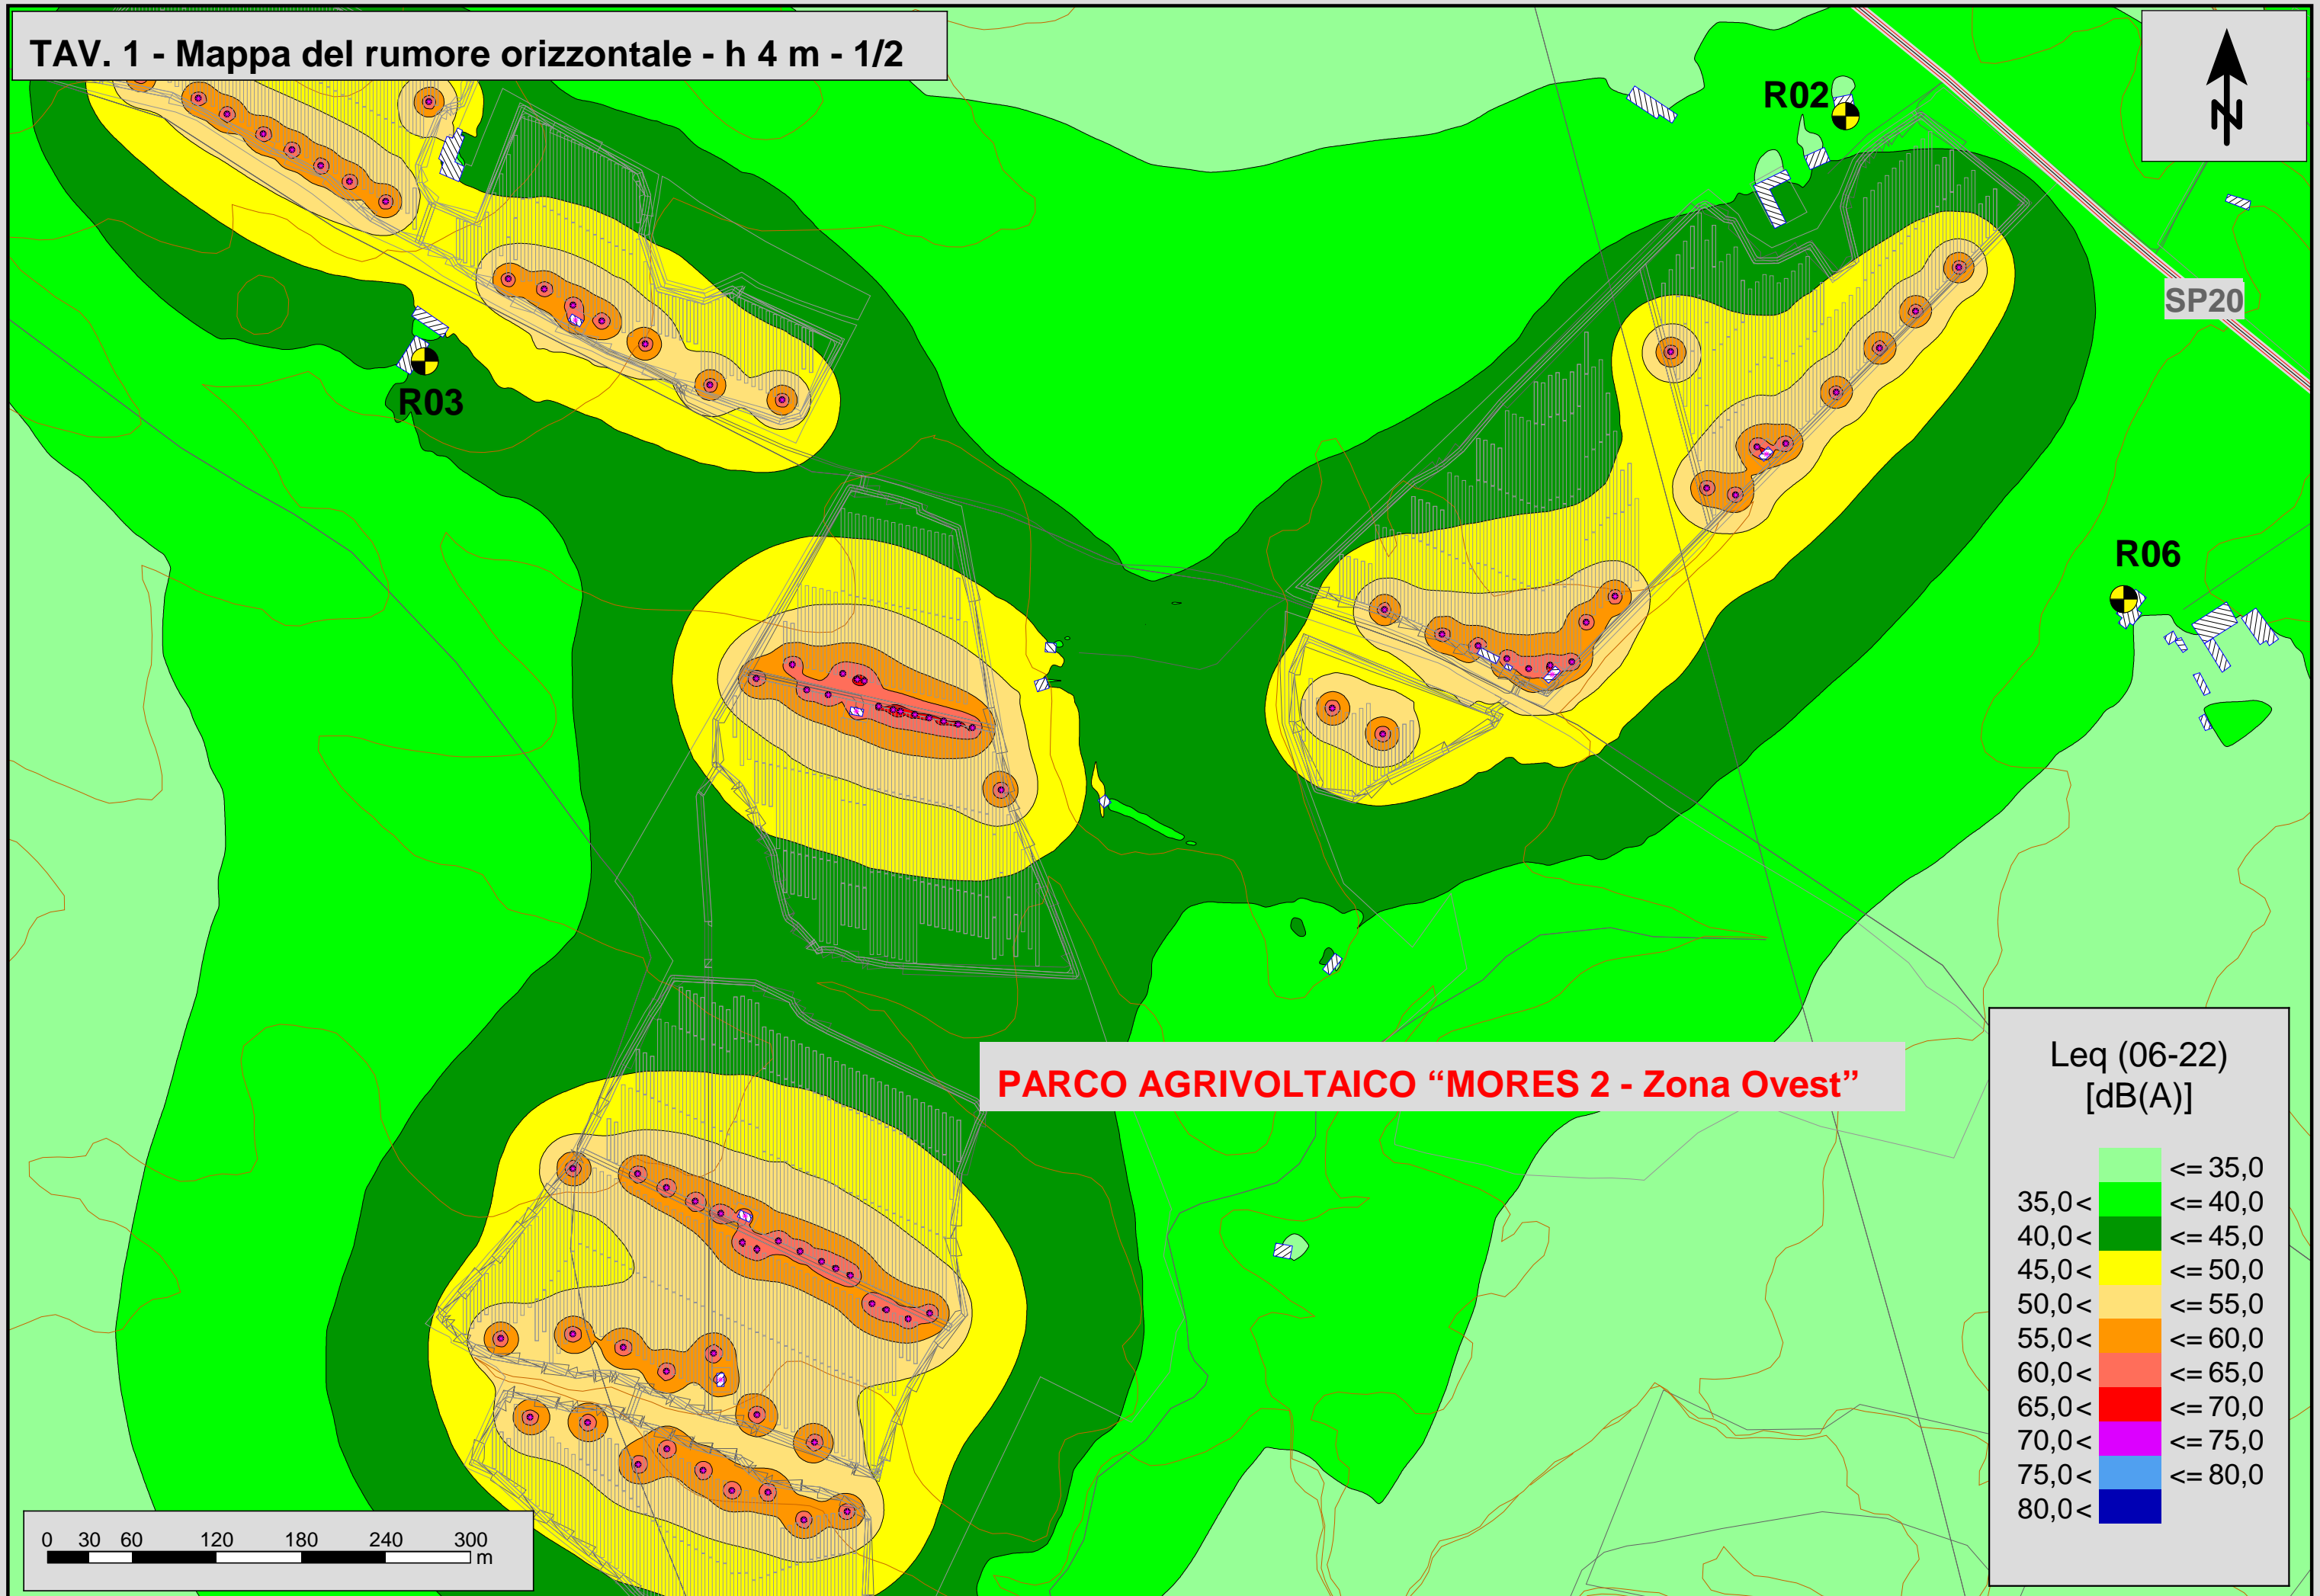 TAV. 1 - Mappa del rumore orizzontale - h 4 m - 1/2
N
R02
SP20
R03
R06
PARCO AGRIVOLTAICO “MORES 2 - Zona Ovest”
Leq (06-22)
[dB(A)]
<= 35,0
35,0 < <= 40,0
40,0 < <= 45,0
45,0 < <= 50,0
50,0 < <= 55,0
55,0 < <= 60,0
60,0 < <= 65,0
65,0 < <= 70,0
70,0 < <= 75,0
75,0 < <= 80,0
80,0 <
0 30 60 120 180 240 300
m